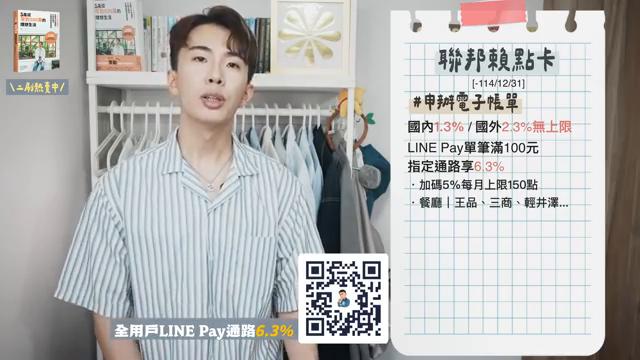 \二刷熱賣中/
聯邦賴點卡
[-114/12/31]
#申辦電子帳單
國內1.3% / 國外2.3%無上限
LINE Pay單筆滿100元
指定通路享6.3%
· 加碼5%每月上限150點
· 餐廳｜王品、三商、輕井澤...
全用戶LINE Pay通路6.3%